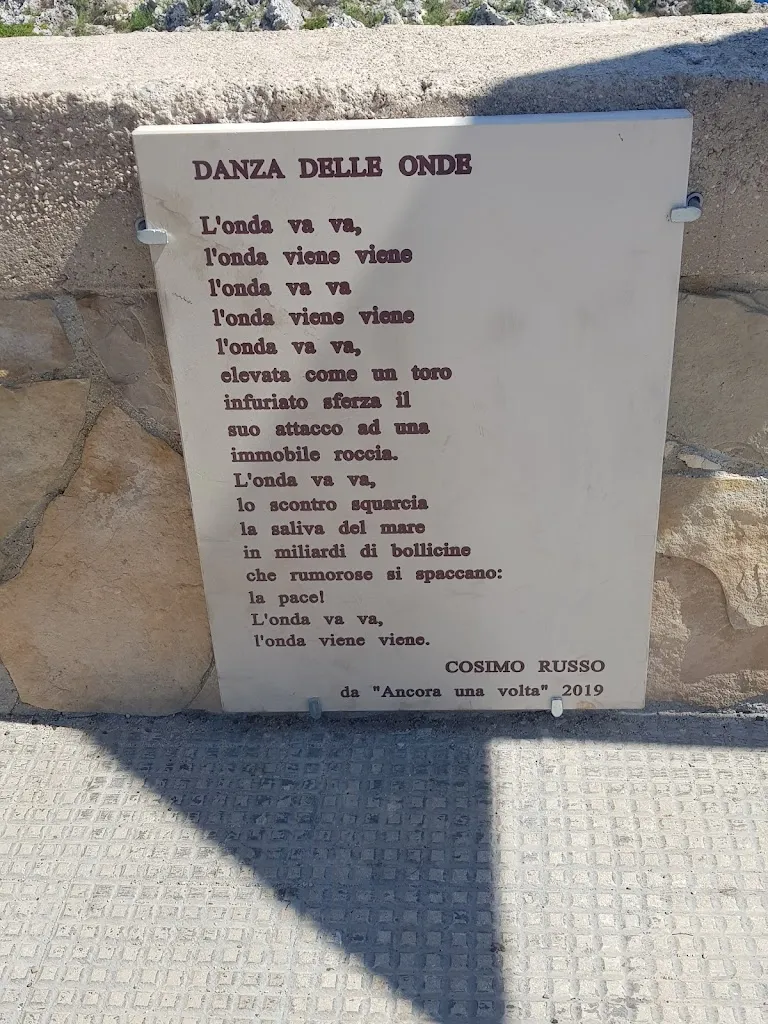 DANZA DELLE ONDE
L'onda va va,
l'onda viene viene
l'onda va va
l'onda viene viene
l'onda va va,
elevata come un toro
infuriato sferza il
suo attacco ad una
immobile roccia.
L'onda va va,
lo scontro squarcia
la saliva del mare
in miliardi di bollicine
che rumorose si spaccano:
la pace!
L'onda va va,
l'onda viene viene.
COSIMO RUSSO
da "Ancora una volta" 2019